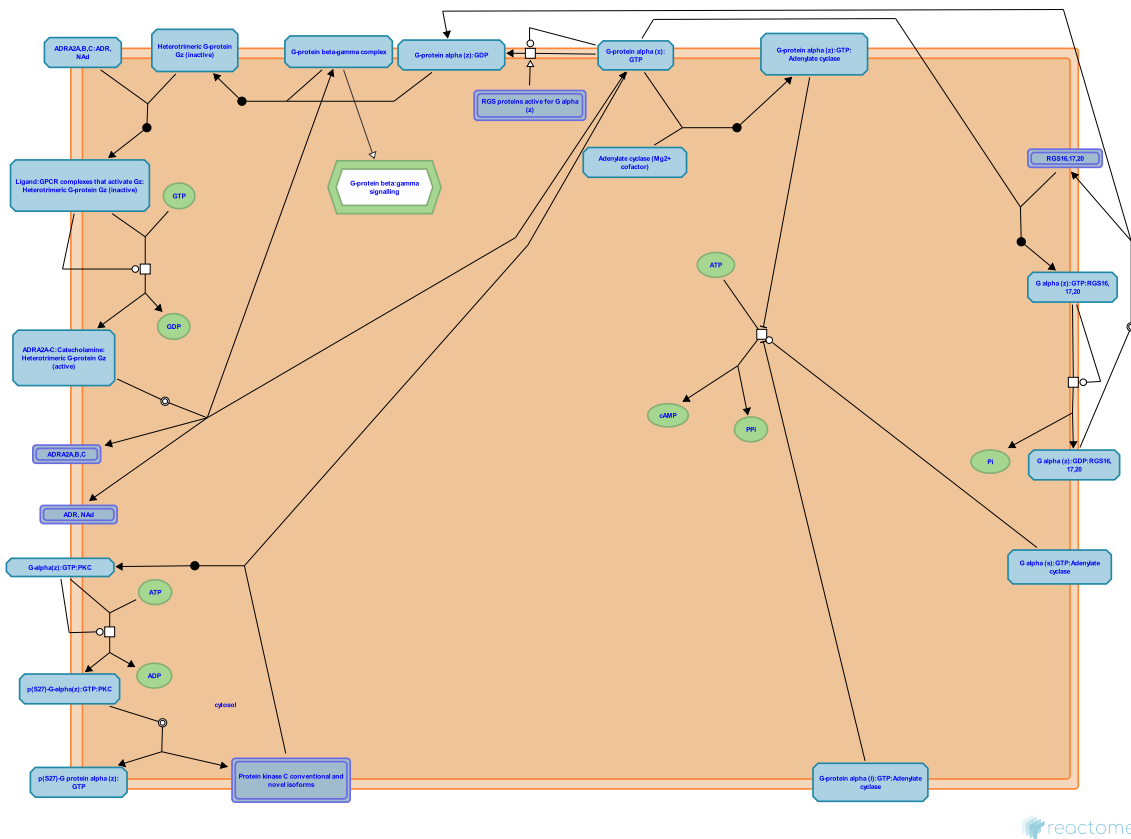 ADRA2A,B,C:ADR,
NAd
Heterotrimeric G-protein
Gz (inactive)
G-protein beta-gamma complex
G-protein alpha (z):GDP
G-protein alpha (z):
GTP
G-protein alpha (z):GTP:
Adenylate cyclase
RGS proteins active for G alpha
(z)
Adenylate cyclase (Mg2+
cofactor)
RGS16,17,20
Ligand:GPCR complexes that activate Gz:
Heterotrimeric G-protein Gz (inactive)
GTP
G-protein beta:gamma
signalling
ATP
G alpha (z):GTP:RGS16,
17,20
GDP
ADRA2A-C:Catecholamine:
Heterotrimeric G-protein Gz
(active)
cAMP
PPi
ADRA2A,B,C
Pi
G alpha (z):GDP:RGS16,
17,20
ADR, NAd
G-alpha(z):GTP:PKC
G alpha (s):GTP:Adenylate
cyclase
ATP
ADP
p(S27)-G-alpha(z):GTP:PKC
cytosol
p(S27)-G protein alpha (z):
GTP
Protein kinase C conventional and
novel isoforms
G-protein alpha (i):GTP:Adenylate
cyclase
reactome